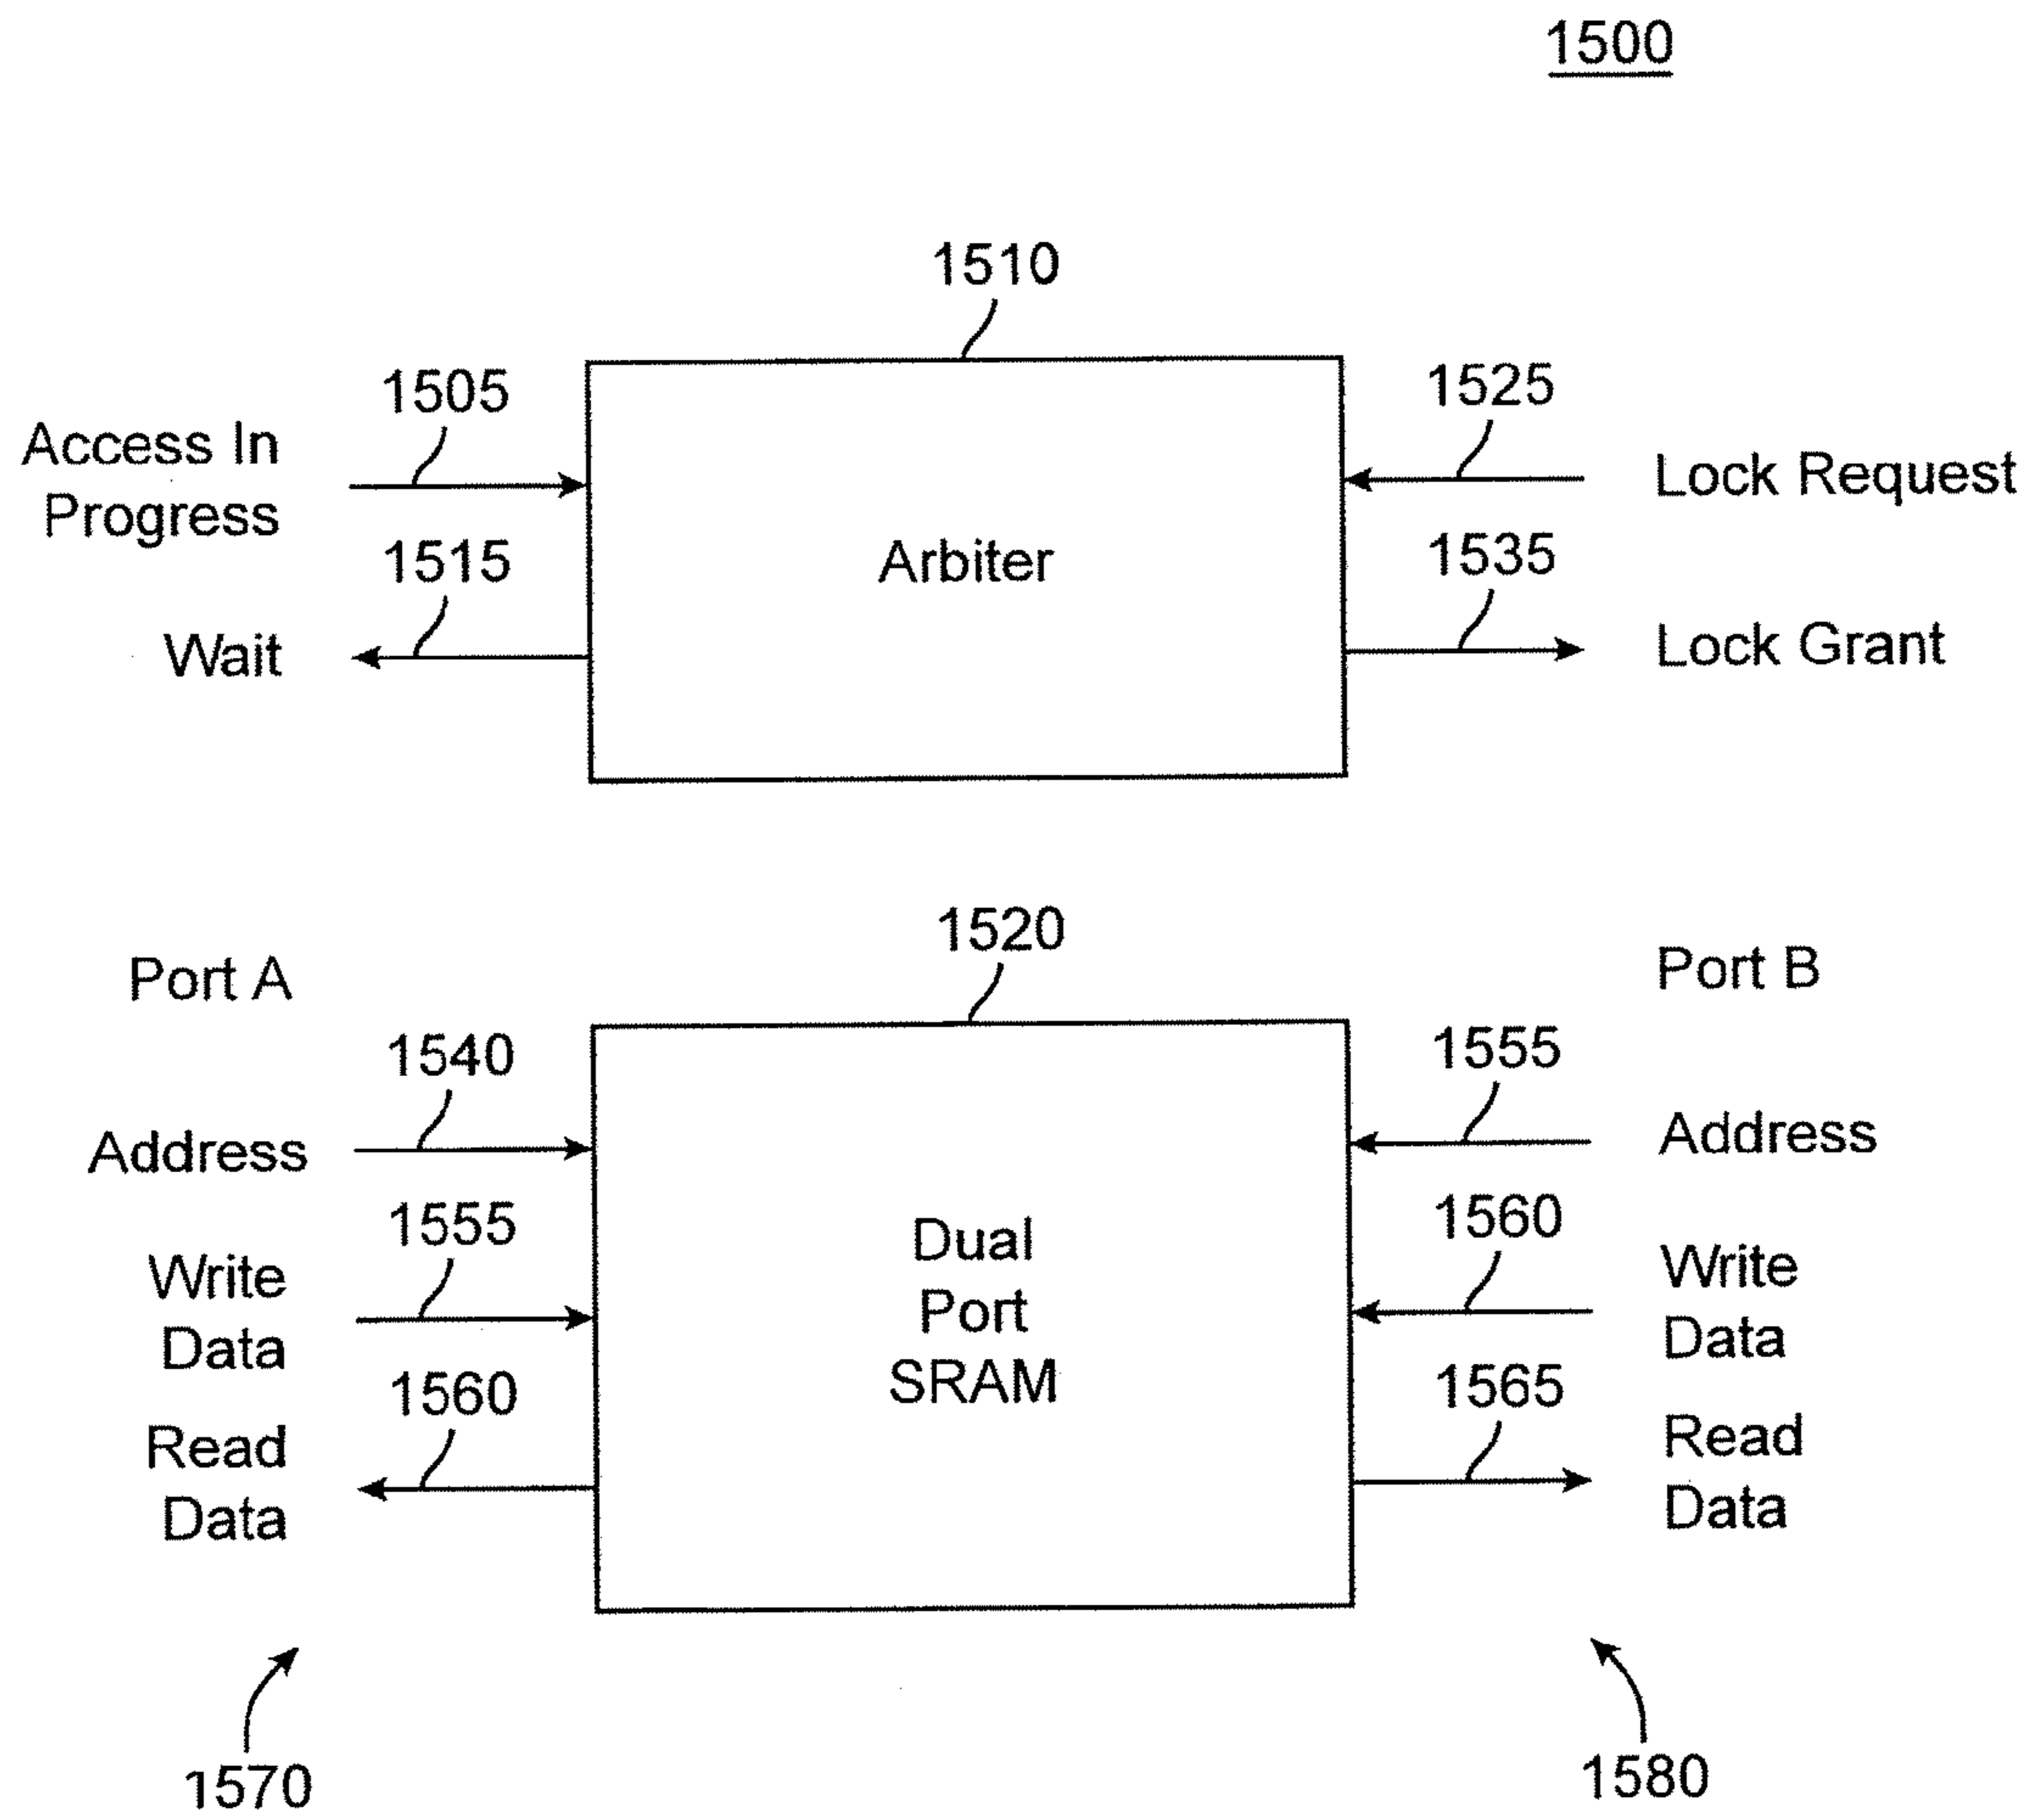 1500
1510
1505
1525
Access In
Progress
Lock Request
1515
Arbiter
1535
Wait
Lock Grant
1520
Port A
Port B
1540
1555
Address
Address
1555
1560
Write
Data
Dual
Port
SRAM
Write
Data
1560
1565
Read
Data
Read
Data
1570
1580